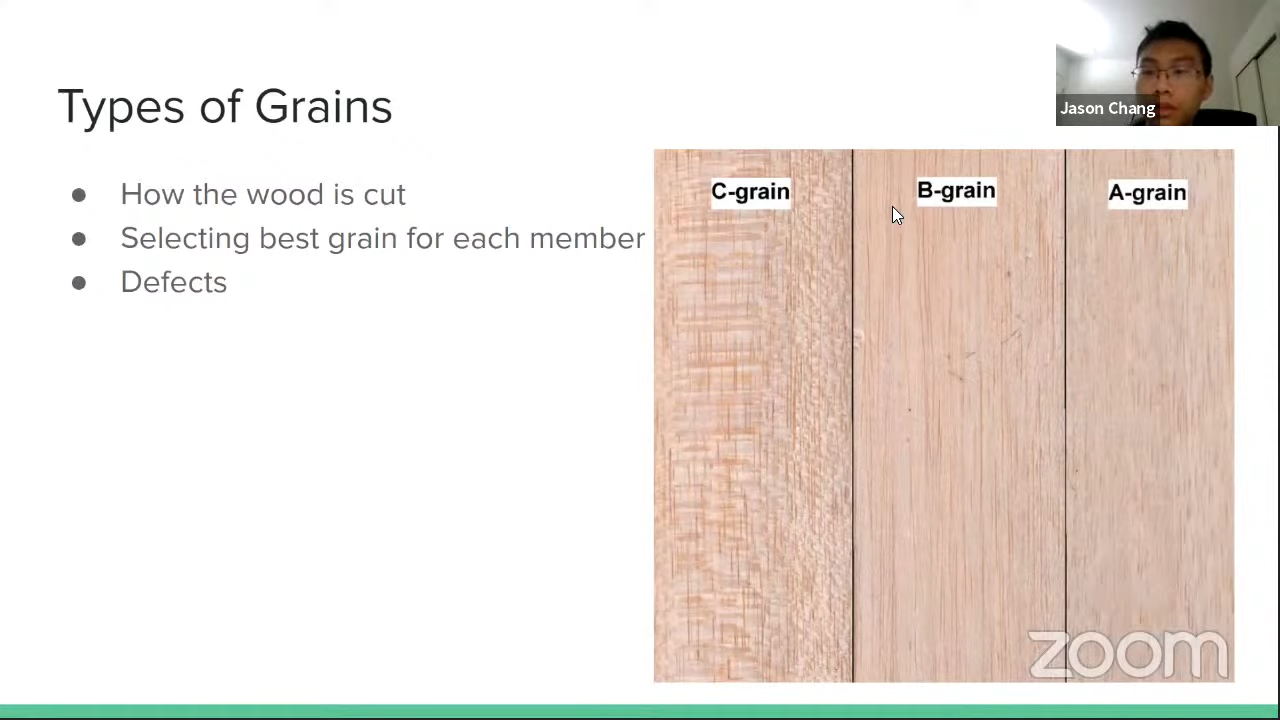 Types of Grains
Jason Chang
How the wood is cut
Selecting best grain for each member
Defects
C-grain
B-grain
A-grain
zoom